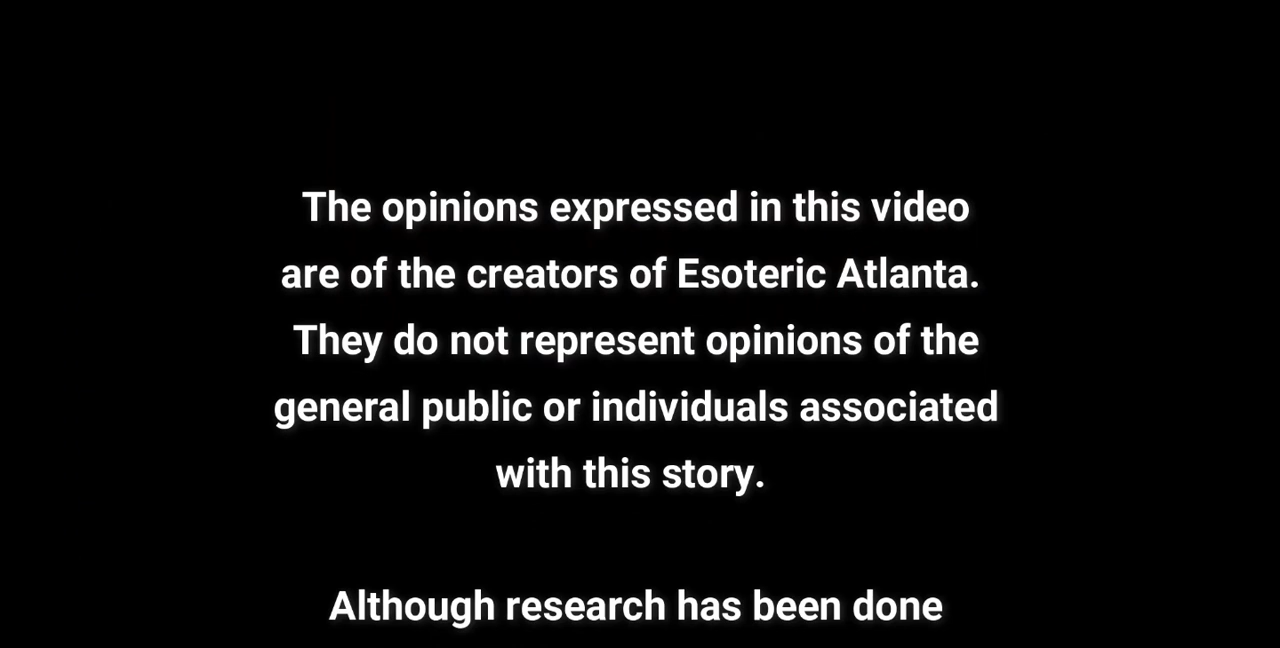 The opinions expressed in this video
are of the creators of Esoteric Atlanta.
They do not represent opinions of the
general public or individuals associated
with this story.
Although research has been done